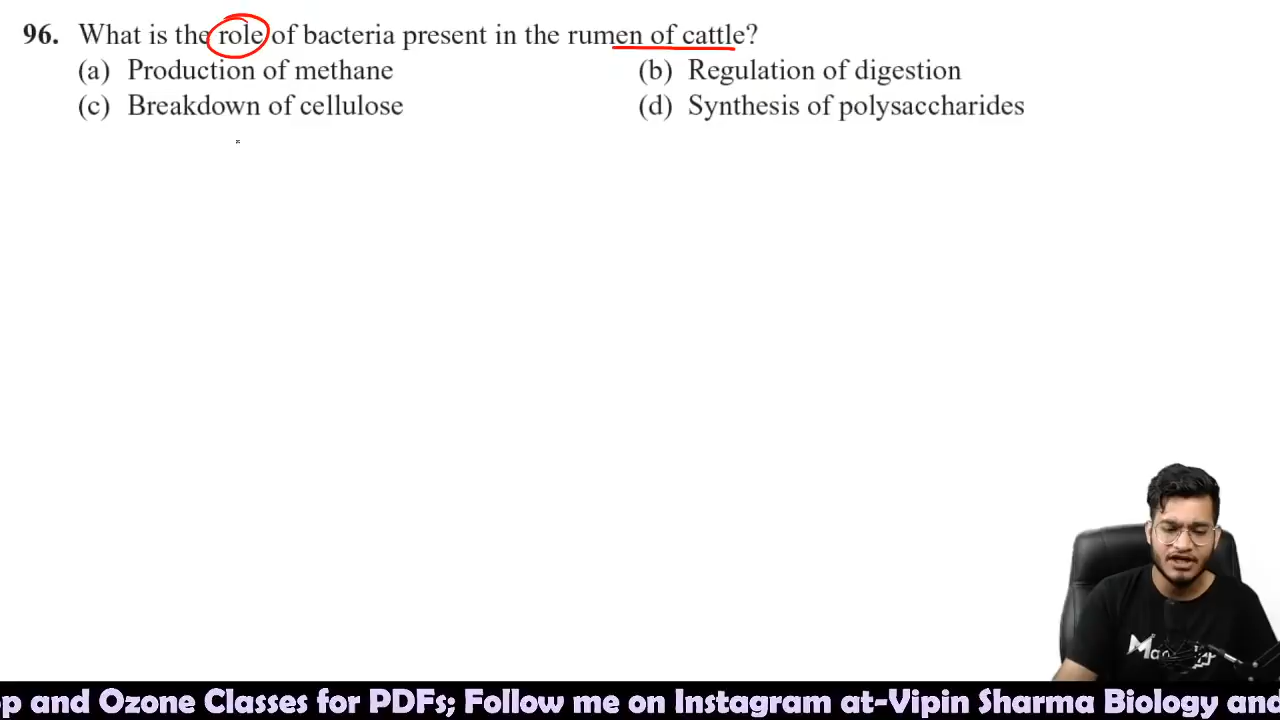 96. What is the role of bacteria present in the rumen of cattle?
(a) Production of methane (b) Regulation of digestion
(c) Breakdown of cellulose (d) Synthesis of polysaccharides
p and Ozone Classes for PDFs; Follow me on Instagram at-Vipin Sharma Biology and